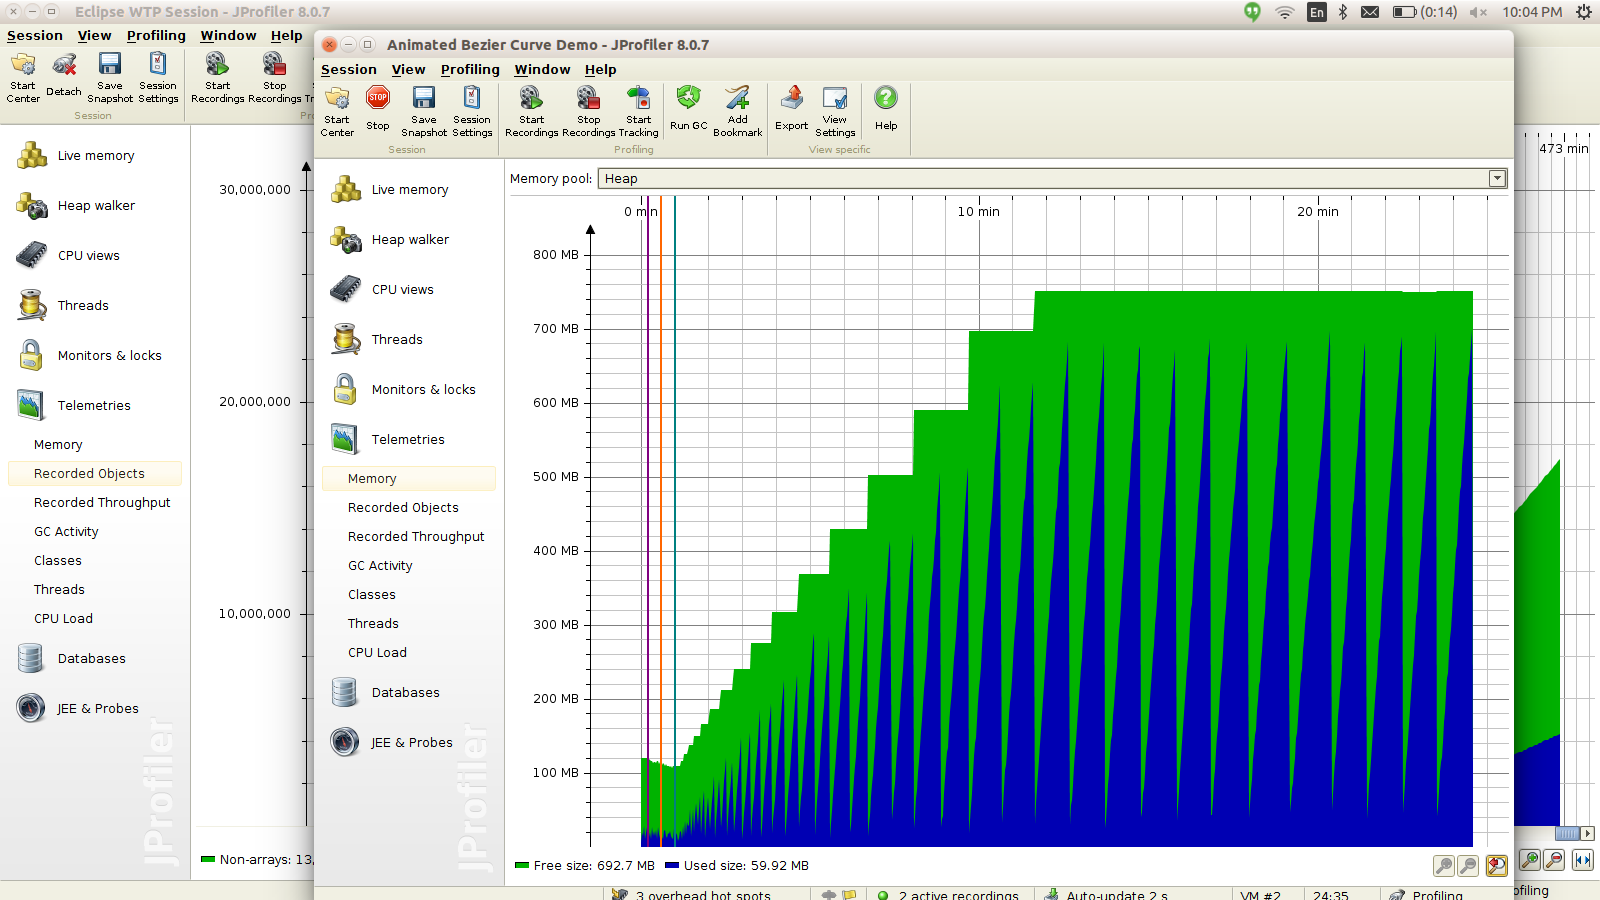 Eclipse WTP Session - JProfiler 8.0.7
En
(0:14)
10:04 PM
Session View Profiling Window Help
Start Center
Detach
Save Snapshot
Session Settings
Start Recordings
Stop Recordings
Session
Live memory
Heap walker
CPU views
Threads
Monitors & locks
Telemetries
Memory
Recorded Objects
Recorded Throughput
GC Activity
Classes
Threads
CPU Load
Databases
JEE & Probes
JProfiler
30,000,000
20,000,000
10,000,000
Non-arrays: 13,
Animated Bezier Curve Demo - JProfiler 8.0.7
Session View Profiling Window Help
Start Center
Stop
Save Snapshot
Session Settings
Start Recordings
Stop Recordings
Start Tracking
Run GC
Add Bookmark
Export
View Settings
Help
Session
Profiling
View specific
Live memory
Heap walker
CPU views
Threads
Monitors & locks
Telemetries
Memory
Recorded Objects
Recorded Throughput
GC Activity
Classes
Threads
CPU Load
Databases
JEE & Probes
JProfiler
Memory pool: Heap
0 min 10 min 20 min
800 MB
700 MB
600 MB
500 MB
400 MB
300 MB
200 MB
100 MB
Free size: 692.7 MB Used size: 59.92 MB
3 overhead hot spots
2 active recordings
Auto-update 2 s
VM #2
24:35
Profiling
473 min
ofiling